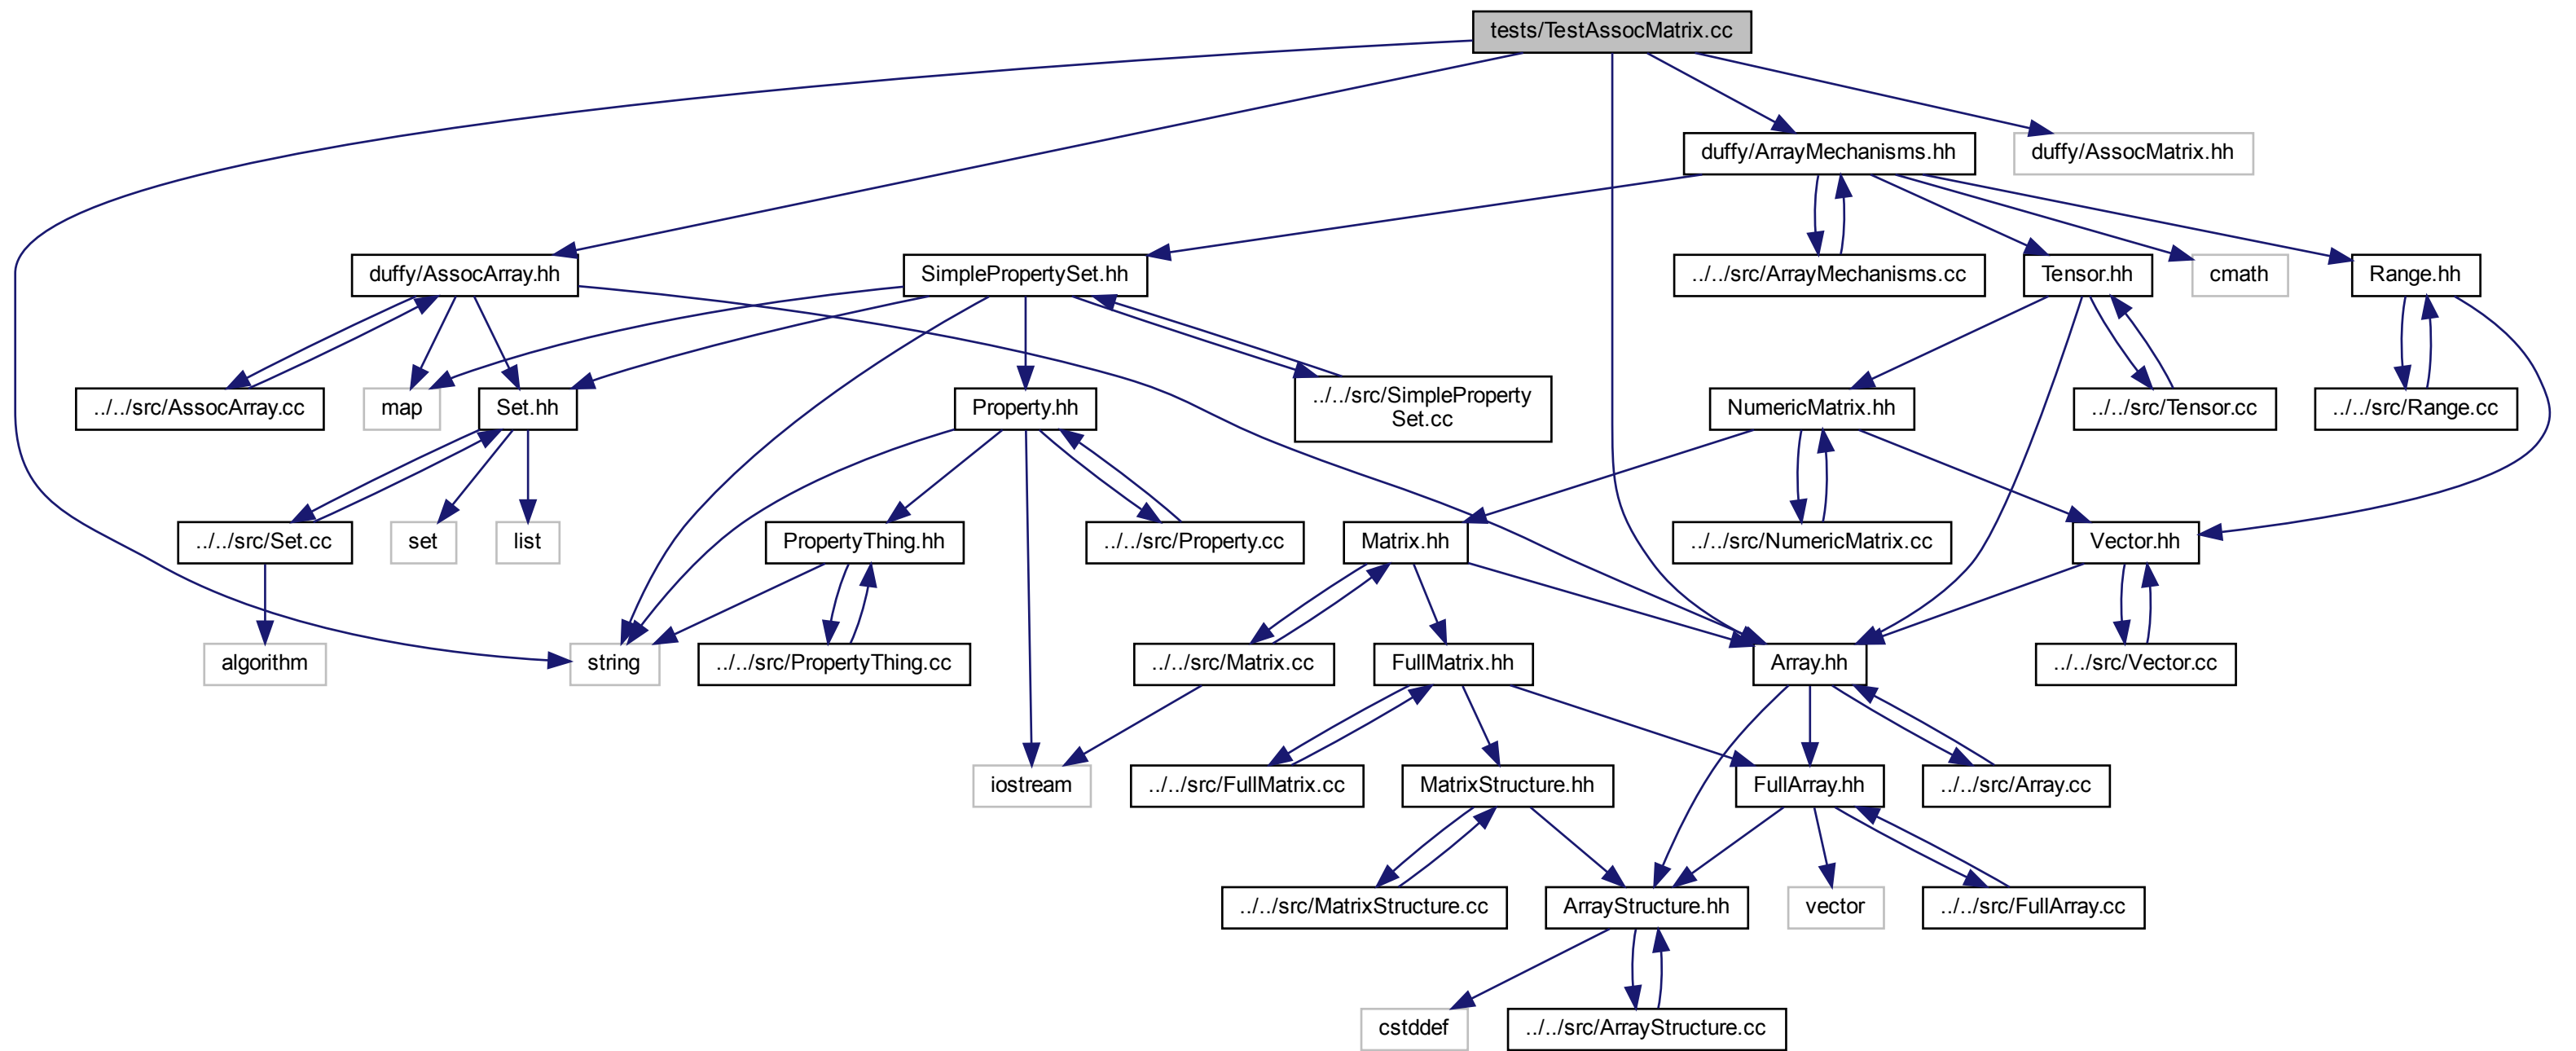 tests/TestAssocMatrix.cc
duffy/ArrayMechanisms.hh
duffy/AssocMatrix.hh
duffy/AssocArray.hh
SimplePropertySet.hh
../../src/ArrayMechanisms.cc
Tensor.hh
cmath
Range.hh
../../src/AssocArray.cc
map
Set.hh
Property.hh
../../src/SimpleProperty
Set.cc
NumericMatrix.hh
../../src/Tensor.cc
../../src/Range.cc
../../src/Set.cc
set
list
PropertyThing.hh
../../src/Property.cc
Matrix.hh
../../src/NumericMatrix.cc
Vector.hh
algorithm
string
../../src/PropertyThing.cc
../../src/Matrix.cc
FullMatrix.hh
Array.hh
../../src/Vector.cc
iostream
../../src/FullMatrix.cc
MatrixStructure.hh
FullArray.hh
../../src/Array.cc
../../src/MatrixStructure.cc
ArrayStructure.hh
vector
../../src/FullArray.cc
cstddef
../../src/ArrayStructure.cc